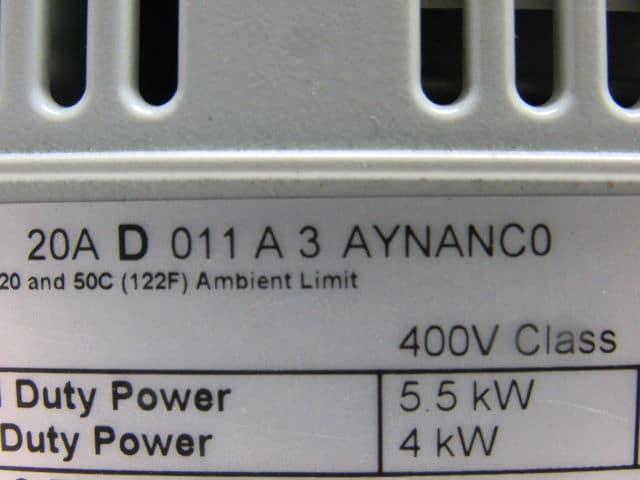 20A D 011 A 3 AYNANC0
20 and 50C (122F) Ambient Limit
400V Class
Duty Power 5.5 kW
Duty Power 4 kW